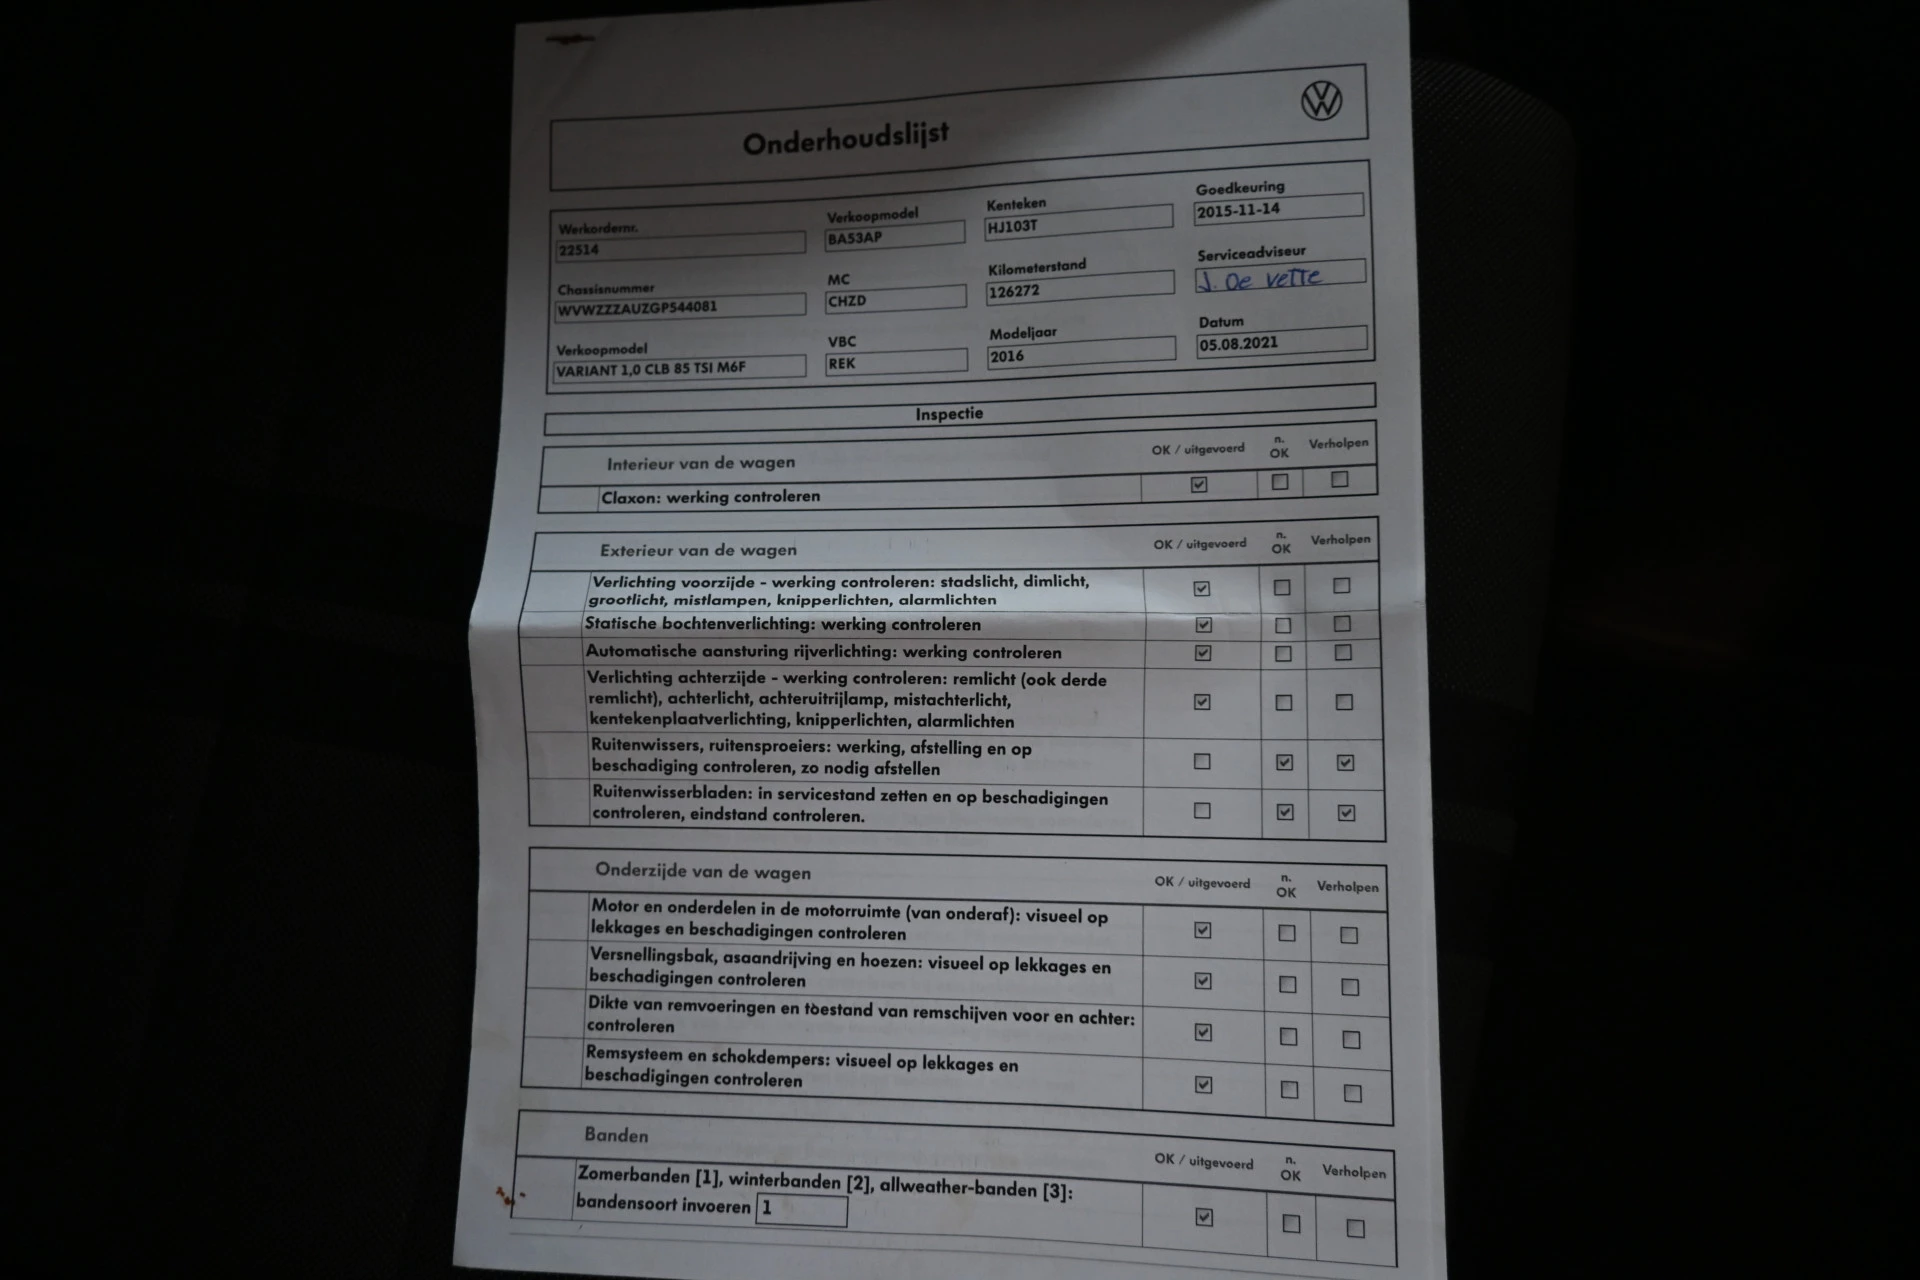 Onderhoudslijst
Werkordernr.
22514
Verkoopmodel
BA53AP
Kenteken
HJ103T
Goedkeuring
2015-11-14
Chassisnummer
WVWZZZAUZGP544081
MC
CHZD
Kilometerstand
126272
Serviceadviseur
J. De Vette
Verkoopmodel
VARIANT 1,0 CLB 85 TSI M6F
VBC
REK
Modeljaar
2016
Datum
05.08.2021
Inspectie
Interieur van de wagen
OK / uitgevoerd
n.
OK
Verholpen
Claxon: werking controleren
Exterieur van de wagen
OK / uitgevoerd
n.
OK
Verholpen
Verlichting voorzijde - werking controleren: stadslicht, dimlicht,
grootlicht, mistlampen, knipperlichten, alarmlichten
Statische bochtenverlichting: werking controleren
Automatische aansturing rijverlichting: werking controleren
Verlichting achterzijde - werking controleren: remlicht (ook derde
remlicht), achterlicht, achteruitrijlamp, mistachterlicht,
kentekenplaatverlichting, knipperlichten, alarmlichten
Ruitenwissers, ruitensproeiers: werking, afstelling en op
beschadiging controleren, zo nodig afstellen
Ruitenwisserbladen: in servicestand zetten en op beschadigingen
controleren, eindstand controleren.
Onderzijde van de wagen
OK / uitgevoerd
n.
OK
Verholpen
Motor en onderdelen in de motorruimte (van onderaf): visueel op
lekkages en beschadigingen controleren
Versnellingsbak, asaandrijving en hoezen: visueel op lekkages en
beschadigingen controleren
Dikte van remvoeringen en toestand van remschijven voor en achter:
controleren
Remsysteem en schokdempers: visueel op lekkages en
beschadigingen controleren
Banden
OK / uitgevoerd
n.
OK
Verholpen
Zomerbanden [1], winterbanden [2], allweather-banden [3]:
bandensoort invoeren 1